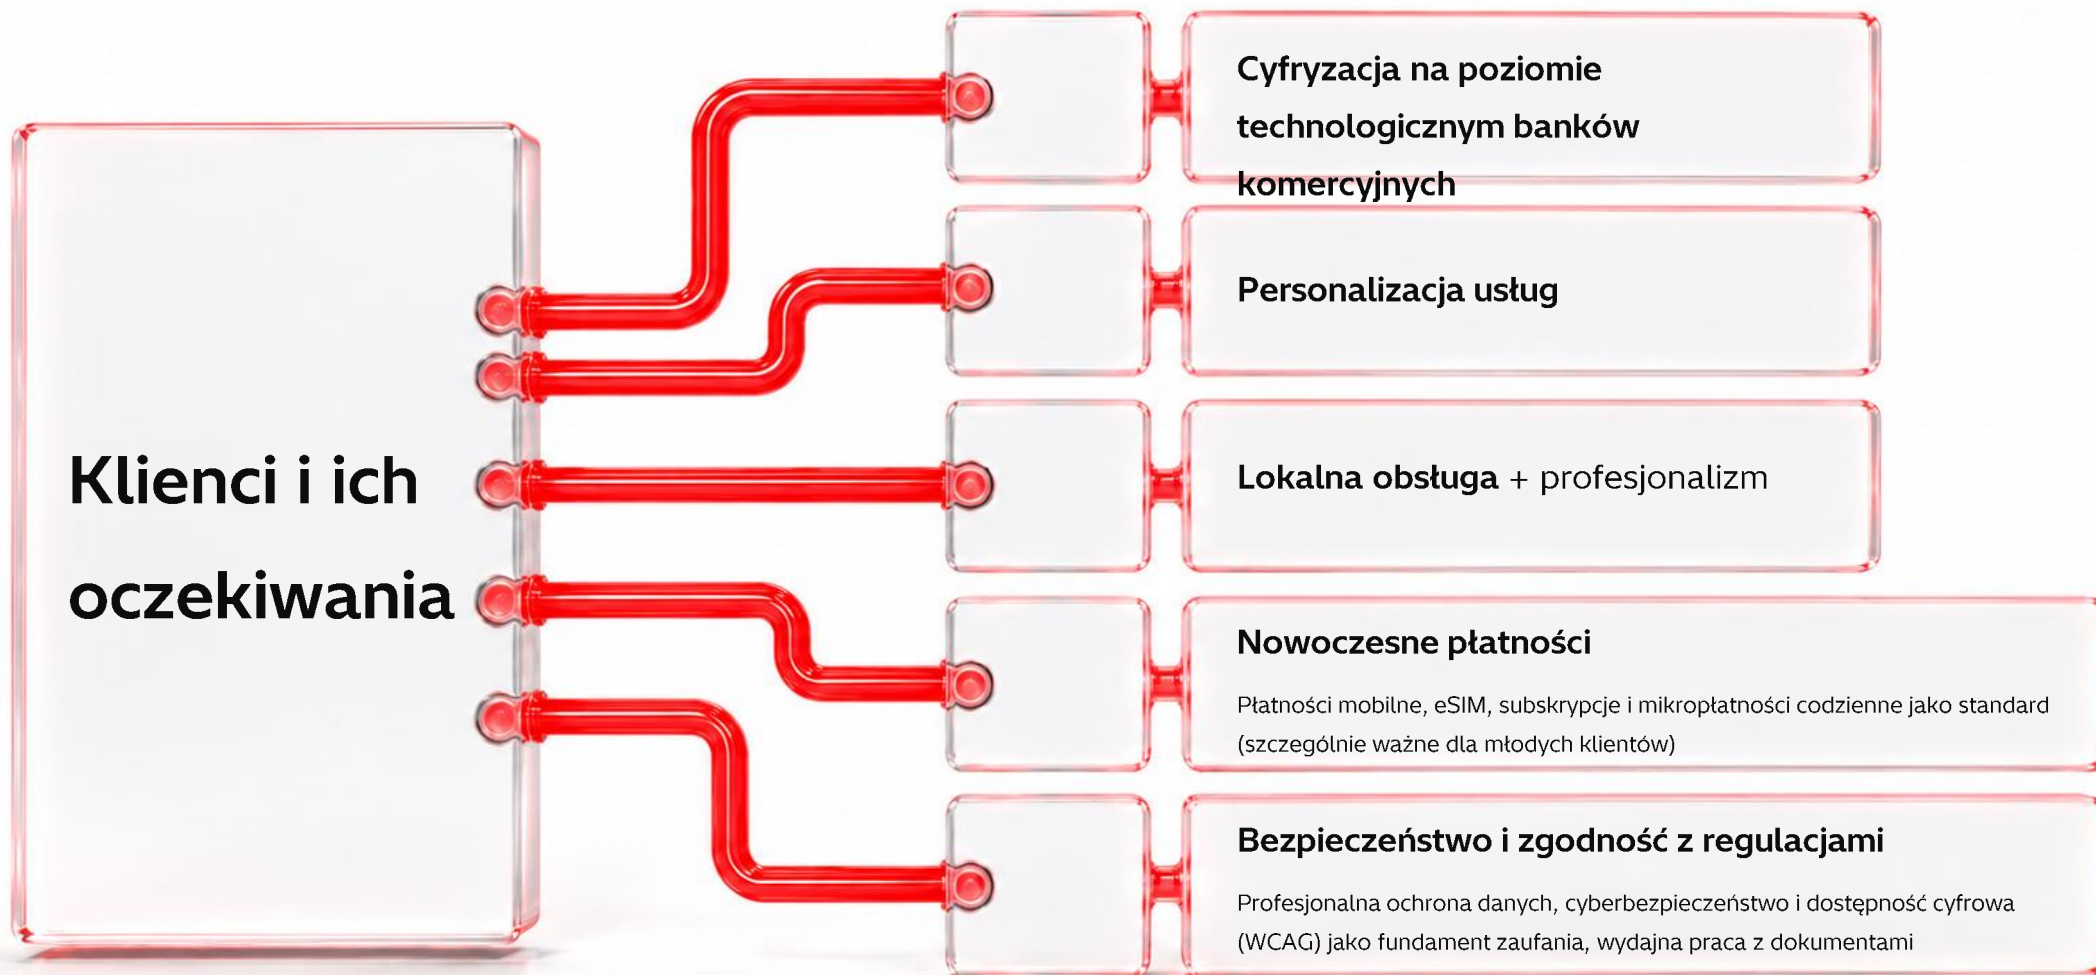 Klienci i ich
oczekiwania
Cyfryzacja na poziomie
technologicznym banków
komercyjnych
Personalizacja usług
Lokalna obsługa + profesjonalizm
Nowoczesne płatności
Płatności mobilne, eSIM, subskrypcje i mikropłatności codzienne jako standard
(szczególnie ważne dla młodych klientów)
Bezpieczeństwo i zgodność z regulacjami
Profesjonalna ochrona danych, cyberbezpieczeństwo i dostępność cyfrowa
(WCAG) jako fundament zaufania, wydajna praca z dokumentami